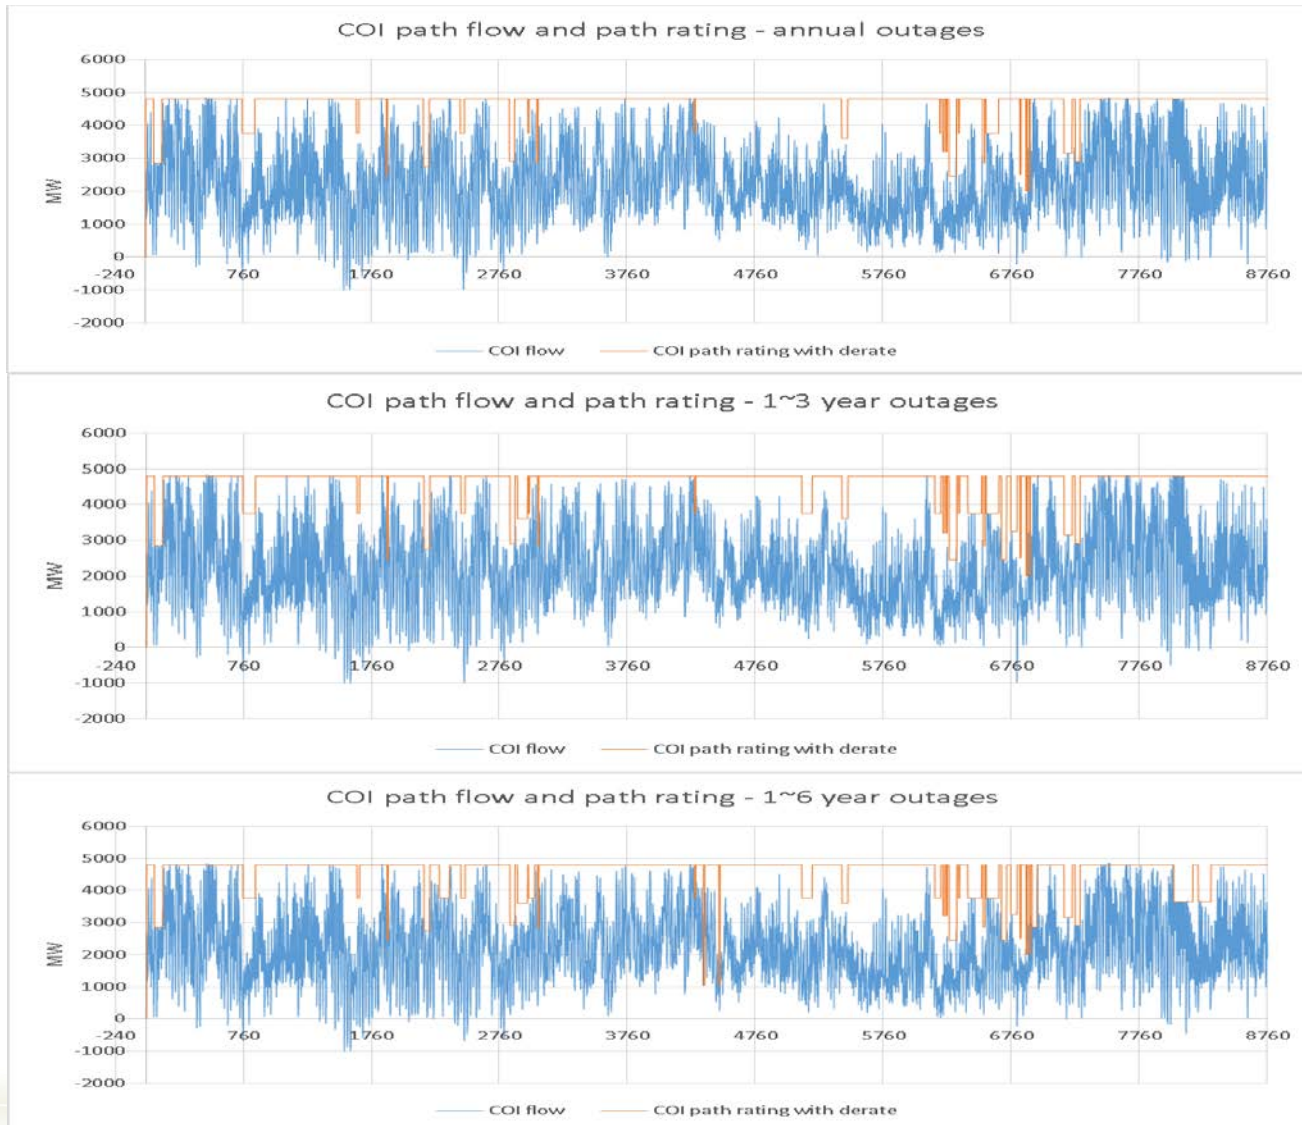 COI path flow and path rating - annual outages
6000
5000
4000
3000
2000
1000
0
-1000
-2000
MW
-240 760 1760 2760 3760 4760 5760 6760 7760 8760
COI flow COI path rating with derate
COI path flow and path rating - 1~3 year outages
6000
5000
4000
3000
2000
1000
0
-1000
-2000
MW
-240 760 1760 2760 3760 4760 5760 6760 7760 8760
COI flow COI path rating with derate
COI path flow and path rating - 1~6 year outages
6000
5000
4000
3000
2000
1000
0
-1000
-2000
MW
-240 760 1760 2760 3760 4760 5760 6760 7760 8760
COI flow COI path rating with derate